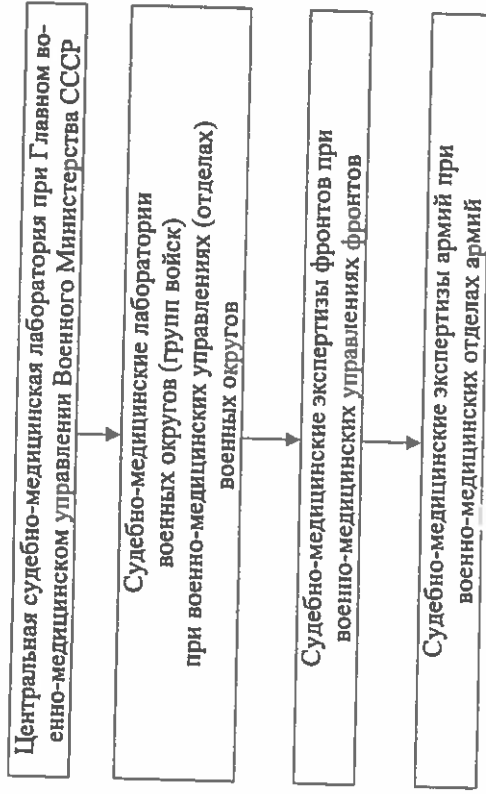 Центральная судебно-медицинская лаборатория при Главном во-
енно-медицинском управлении Военного Министерства СССР
Судебно-медицинские лаборатории
военных округов (групп войск)
при военно-медицинских управлениях (отделах)
военных округов
Судебно-медицинские экспертизы фронтов при
военно-медицинских управлениях фронтов
Судебно-медицинские экспертизы армий при
военно-медицинских отделах армий